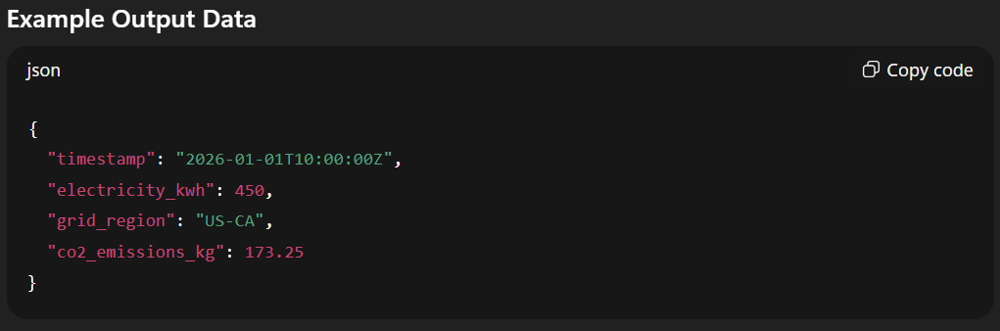 Example Output Data
json
Copy code
{
"timestamp": "2026-01-01T10:00:00Z",
"electricity_kwh": 450,
"grid_region": "US-CA",
"co2_emissions_kg": 173.25
}